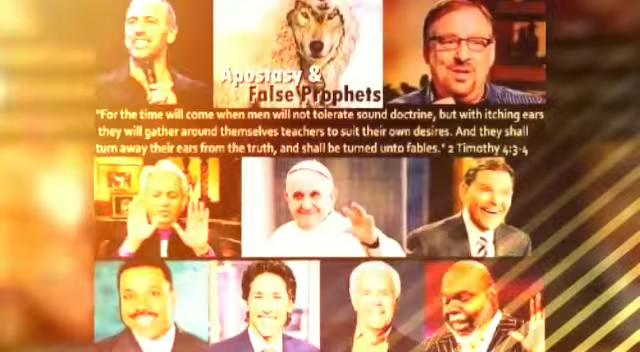 Apostasy &
False Prophets
"For the time will come when men will not tolerate sound doctrine, but with itching ears
they will gather around themselves teachers to suit their own desires. And they shall
turn away their ears from the truth, and shall be turned unto fables." 2 Timothy 4:3-4